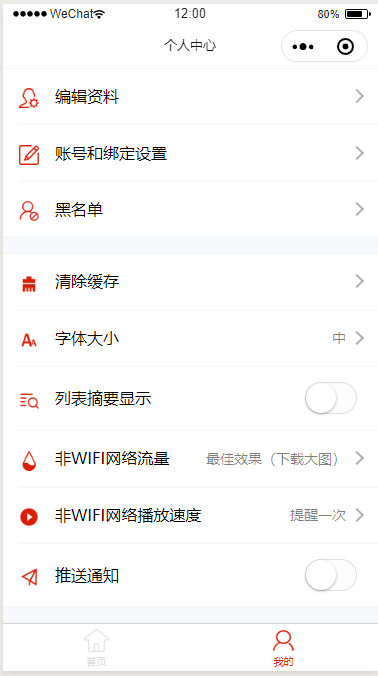 WeChat 12:00 80%
个人中心
编辑资料
账号和绑定设置
黑名单
清除缓存
字体大小 中
列表摘要显示
非WIFI网络流量 最佳效果（下载大图）
非WIFI网络播放速度 提醒一次
推送通知
首页 我的